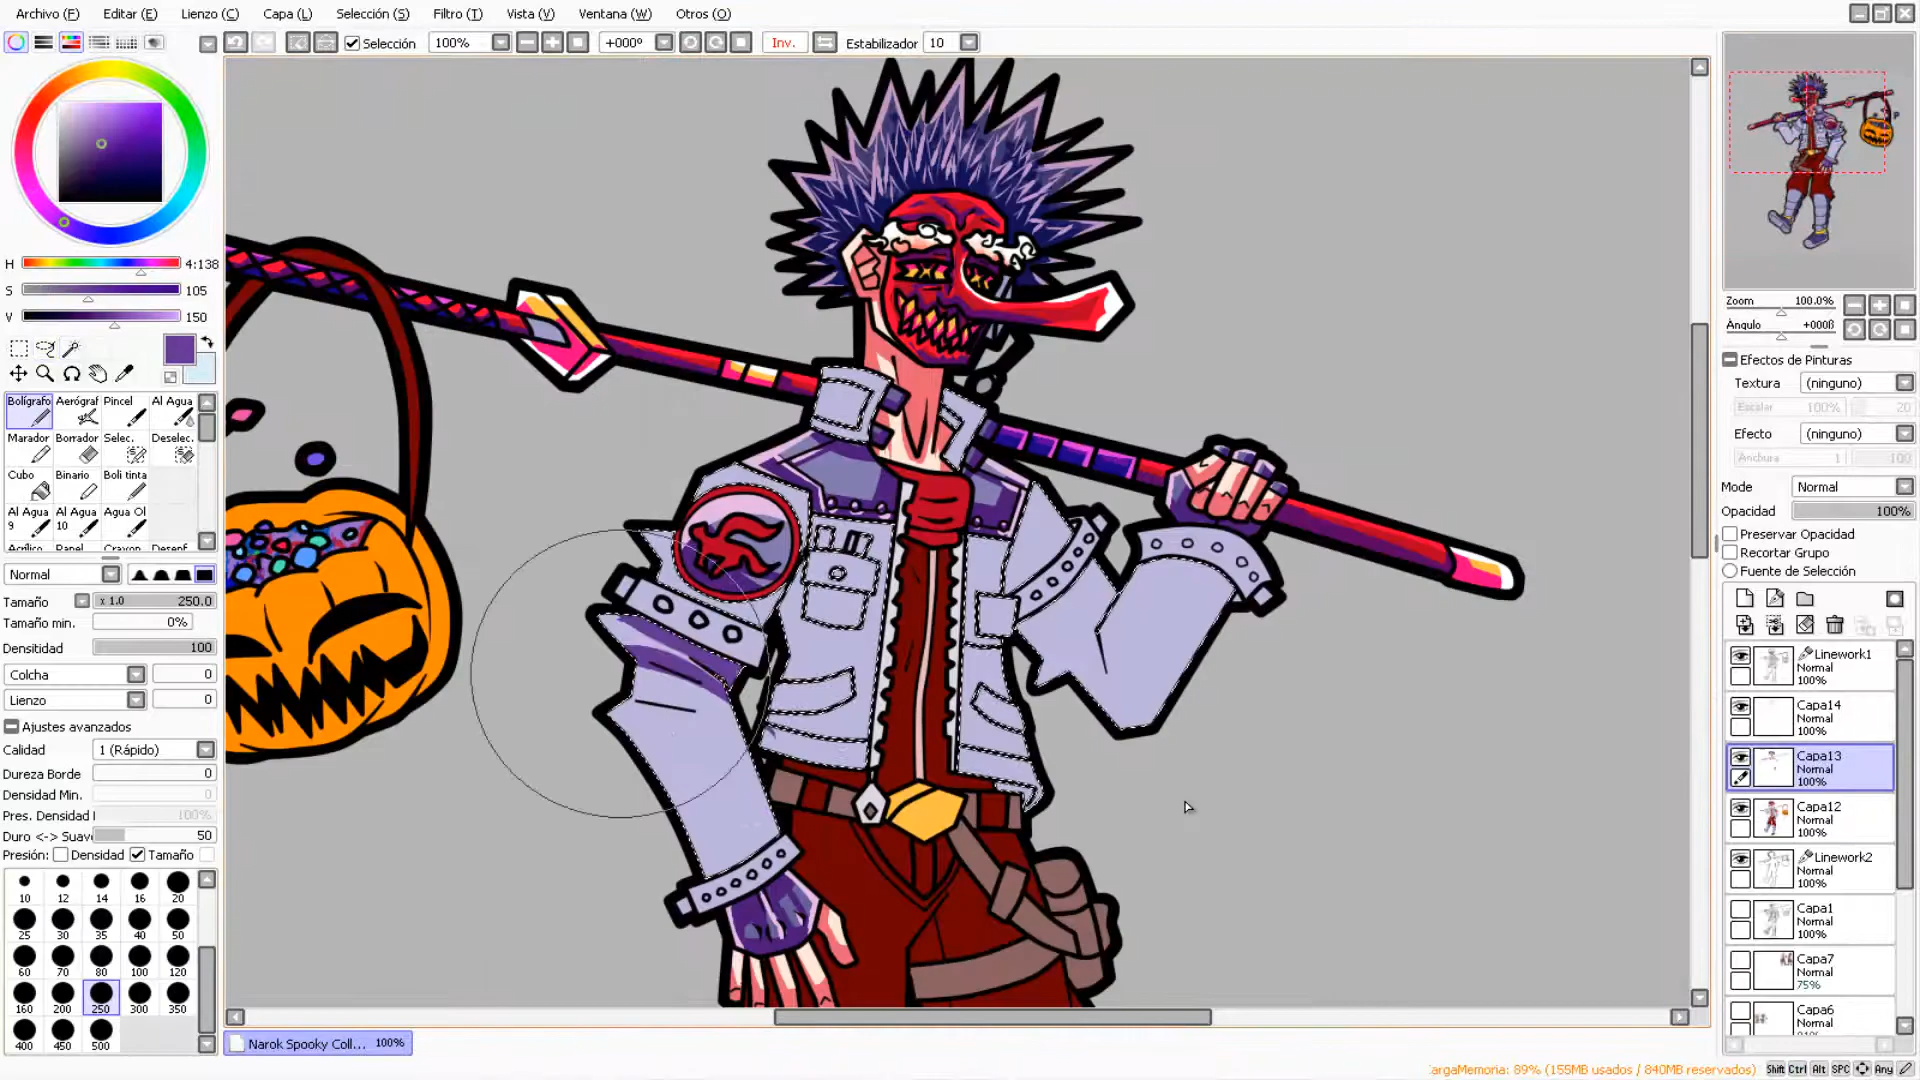 Archivo (F) Editar (E) Lienzo (C) Capa (L) Selección (S) Filtro (T) Vista (V) Ventana (W) Otros (O)
Selección 100% +000° Inv. Estabilizador 10
H 4:138
S 105
V 150
Bolígrafo Aerógraf Pincel Al Agua
Marador Borrador Selec. Deselec.
Cubo Binario Boli tinta
Al Agua 9 Al Agua 10 Agua Ol
Acrílico Papel Crayon Desenf
Normal
Tamaño x 1.0 250.0
Tamaño min. 0%
Densitidad 100
Colcha 0
Lienzo 0
Ajustes avanzados
Calidad 1 (Rápido)
Dureza Borde 0
Densidad Min. 0
Pres. Densidad 100%
Duro <-> Suave 50
Presión: Densidad Tamaño
10 12 14 16 20
25 30 35 40 50
60 70 80 100 120
160 200 250 300 350
400 450 500
Narok Spooky Coll... 100%
Zoom 100.0%
Ángulo +000ß
Efectos de Pinturas
Textura (ninguno)
Escalar 100% 20
Efecto (ninguno)
Anchura 1 100
Mode Normal
Opacidad 100%
Preservar Opacidad
Recortar Grupo
Fuente de Selección
Linework1
Normal
100%
Capa14
Normal
100%
Capa13
Normal
100%
Capa12
Normal
100%
Linework2
Normal
100%
Capa1
Normal
100%
Capa7
Normal
75%
Capa6
Normal
argaMemoria: 89% (155MB usados / 840MB reservados) Shift Ctrl Alt SPC Any